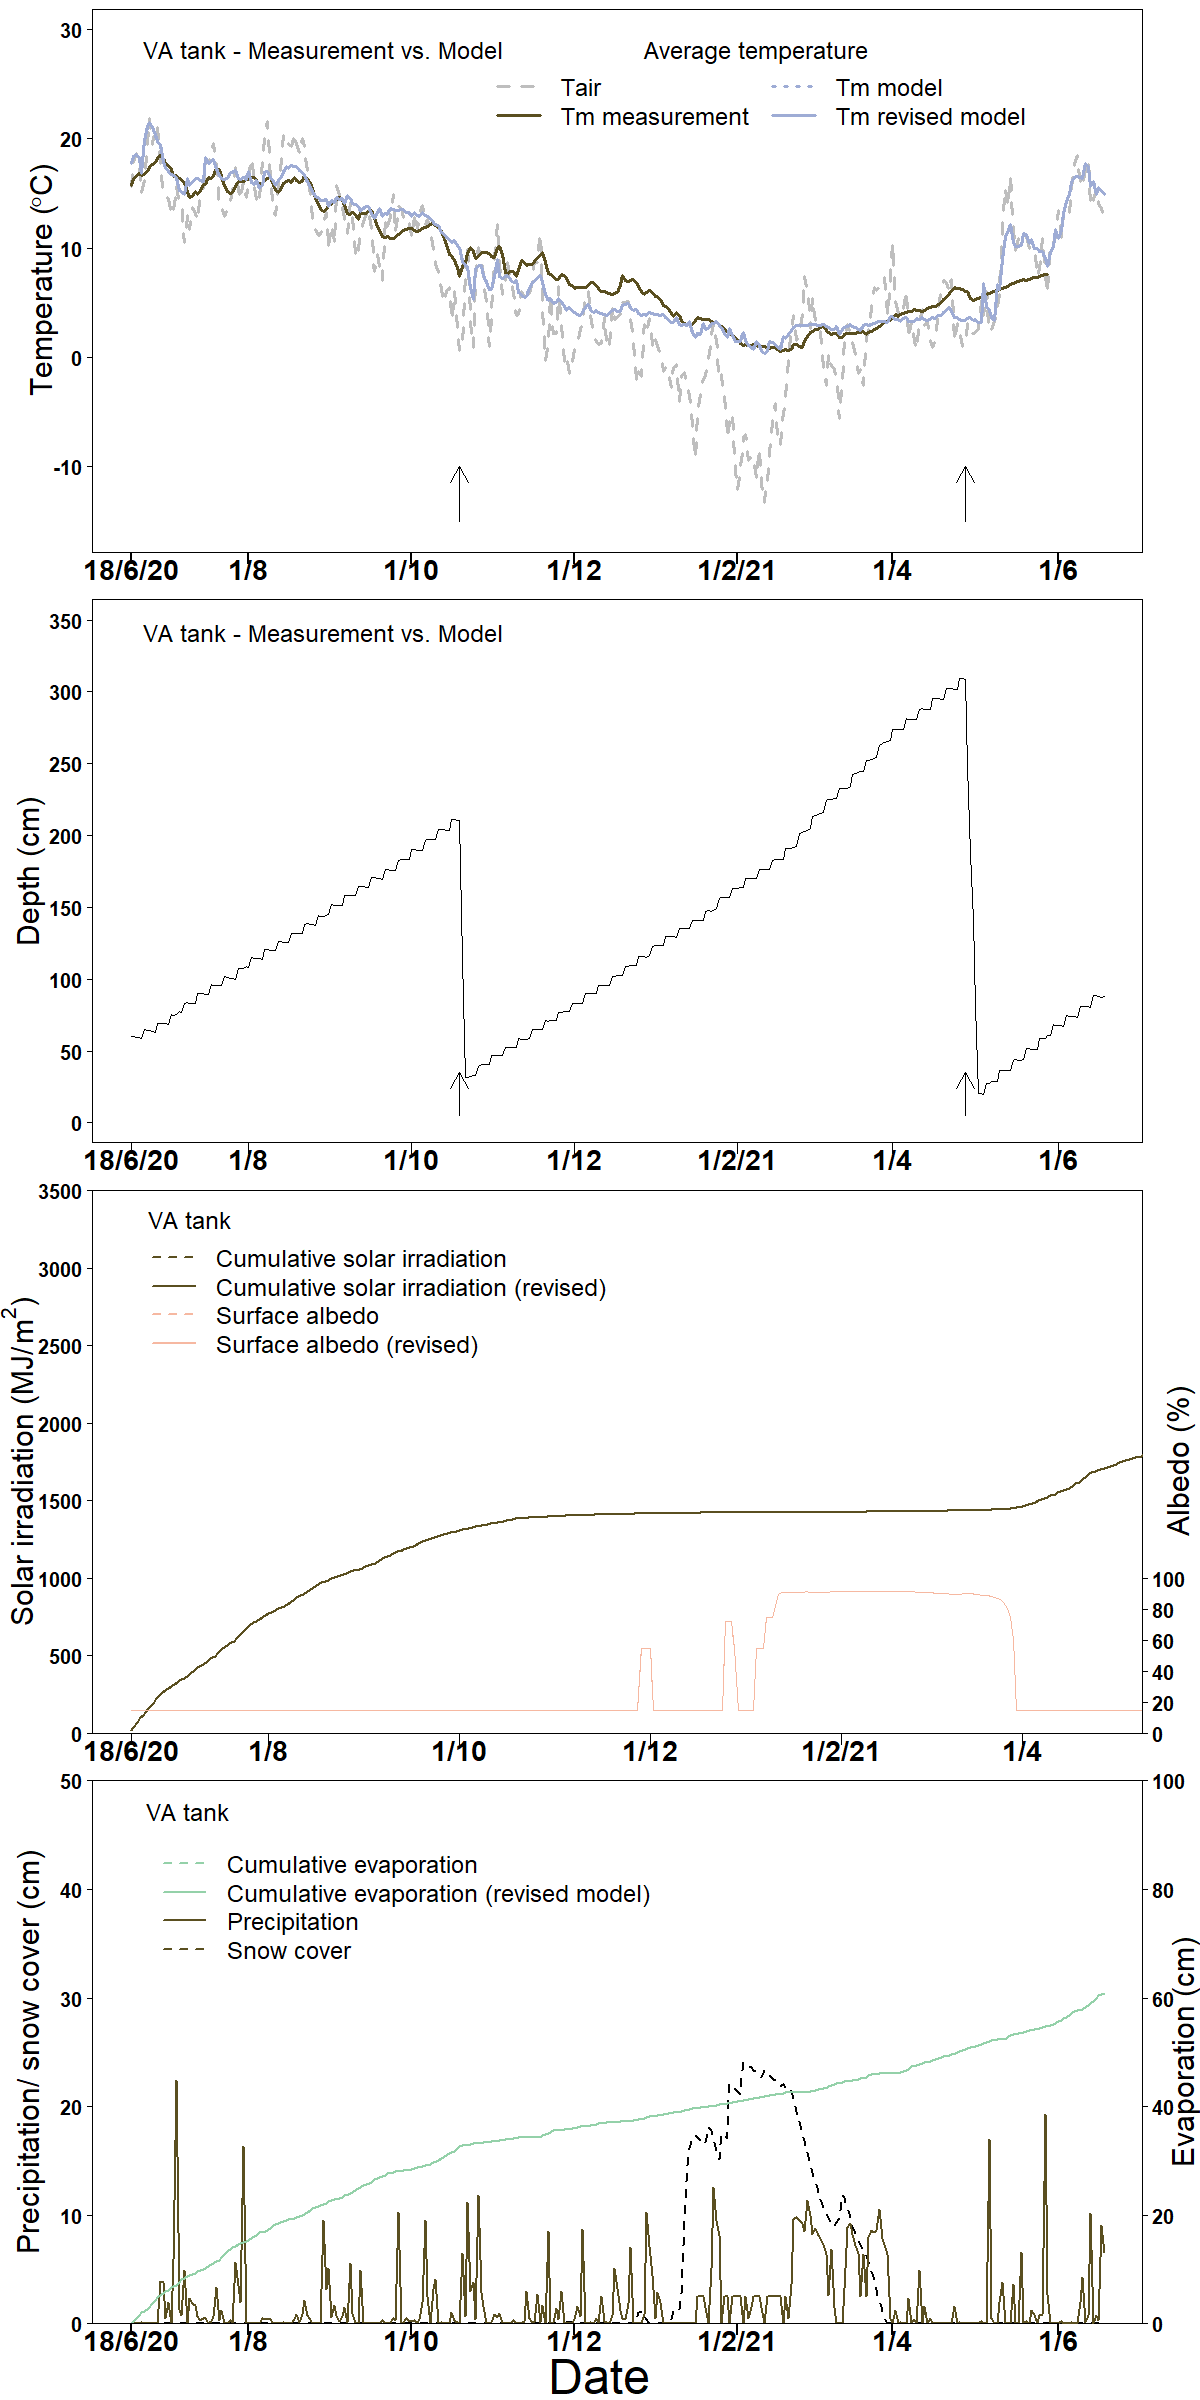 VA tank - Measurement vs. Model
Average temperature
Tair
Tm model
Tm measurement
Tm revised model
Temperature (°C)
30
20
10
0
-10
18/6/20 1/8 1/10 1/12 1/2/21 1/4 1/6
VA tank - Measurement vs. Model
Depth (cm)
350
300
250
200
150
100
50
0
18/6/20 1/8 1/10 1/12 1/2/21 1/4 1/6
VA tank
Cumulative solar irradiation
Cumulative solar irradiation (revised)
Surface albedo
Surface albedo (revised)
Solar irradiation (MJ/m²)
3500
3000
2500
2000
1500
1000
500
0
Albedo (%)
100
80
60
40
20
0
18/6/20 1/8 1/10 1/12 1/2/21 1/4
VA tank
Cumulative evaporation
Cumulative evaporation (revised model)
Precipitation
Snow cover
Precipitation/ snow cover (cm)
50
40
30
20
10
0
Evaporation (cm)
100
80
60
40
20
0
18/6/20 1/8 1/10 1/12 1/2/21 1/4 1/6
Date